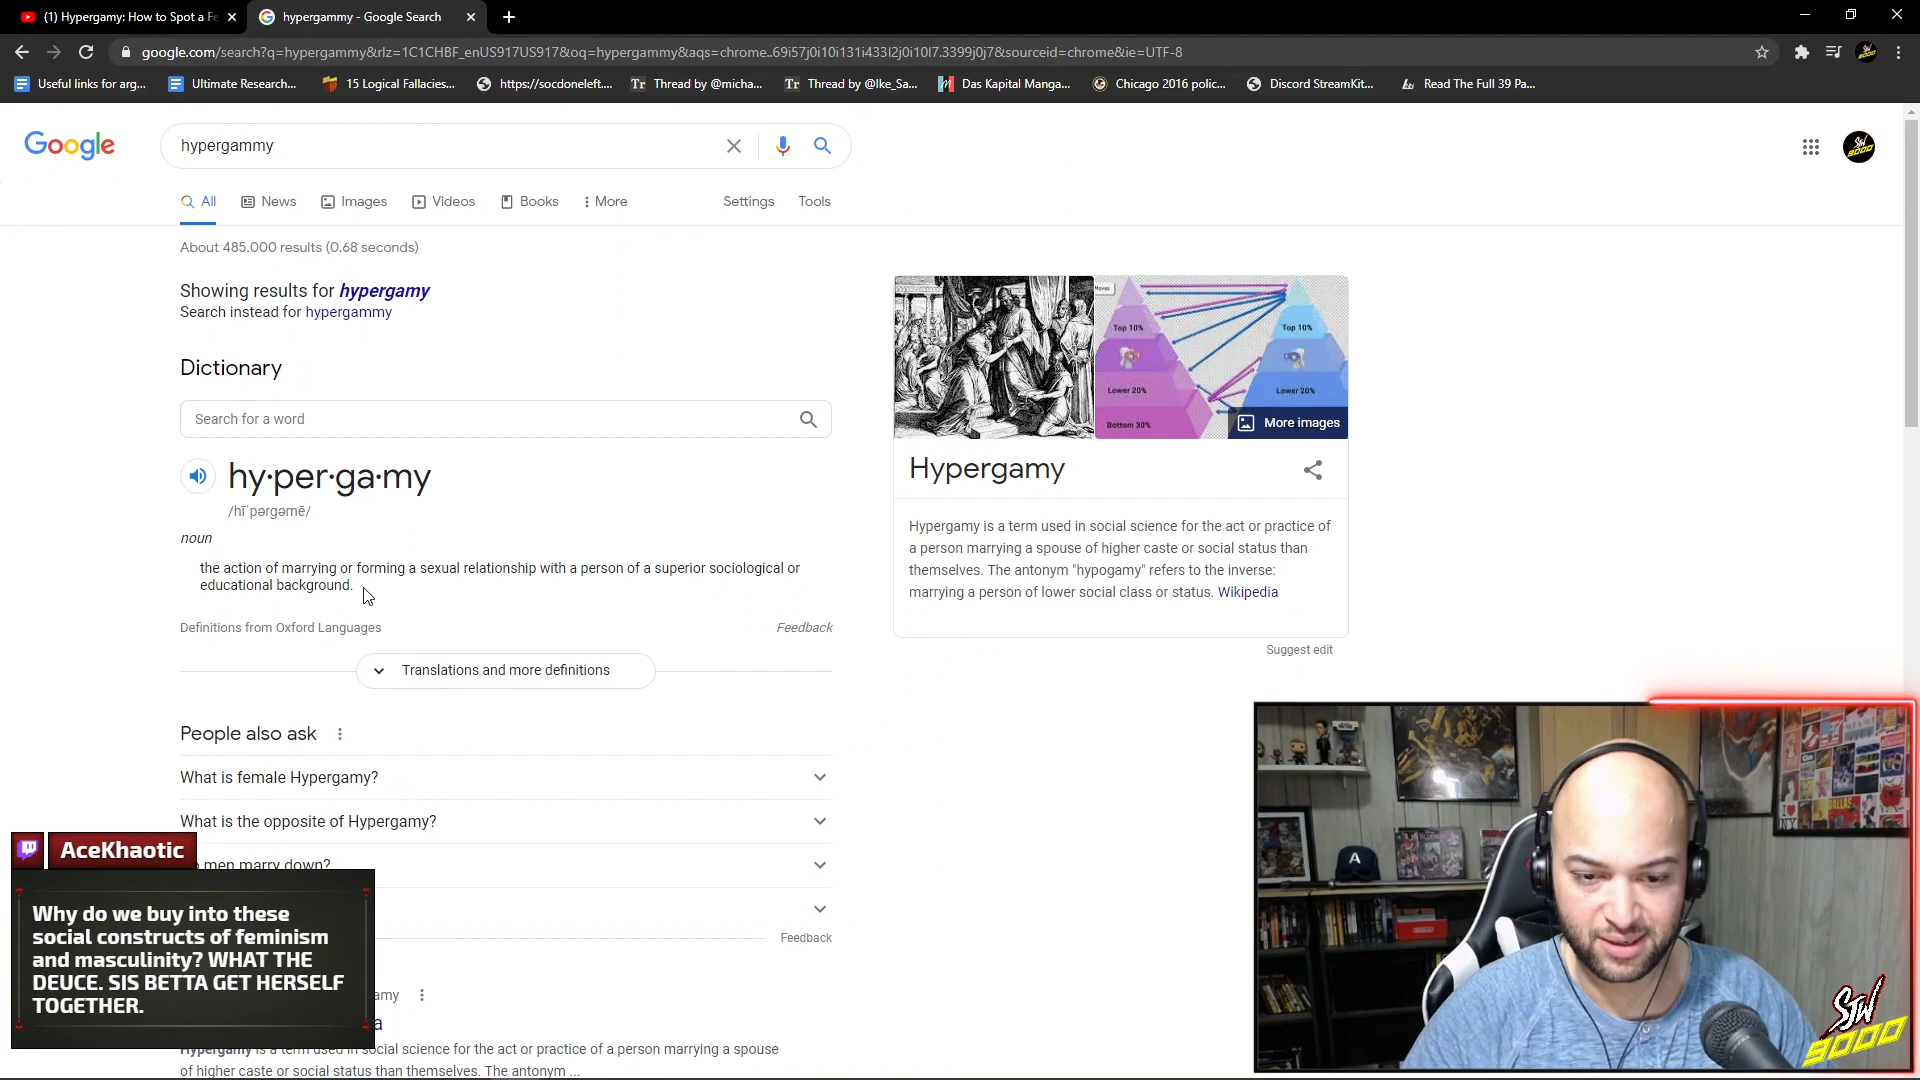 (1) Hypergamy: How to Spot a Fe
hypergammy - Google Search
google.com/search?q=hypergammy&rlz=1C1CHBF_enUS917US917&oq=hypergammy&aqs=chrome..69i57j0i10i131i433l2j0i10l7.3399j0j7&sourceid=chrome&ie=UTF-8
Useful links for arg...
Ultimate Research...
15 Logical Fallacies...
https://socdoneleft....
Tr Thread by @micha...
Tr Thread by @Ike_Sa...
Das Kapital Manga...
Chicago 2016 polic...
Discord StreamKit...
Read The Full 39 Pa...
Google
hypergammy
All
News
Images
Videos
Books
More
Settings
Tools
About 485,000 results (0.68 seconds)
Showing results for hypergamy
Search instead for hypergammy
Dictionary
Search for a word
hy·per·ga·my
/hīˈpərɡəmē/
noun
the action of marrying or forming a sexual relationship with a person of a superior sociological or
educational background.
Definitions from Oxford Languages
Feedback
Translations and more definitions
People also ask
What is female Hypergamy?
What is the opposite of Hypergamy?
men marry down?
Feedback
amy
a
Hypergamy is a term used in social science for the act or practice of a person marrying a spouse
of higher caste or social status than themselves. The antonym ...
Top 10%
Top 10%
Lower 20%
Lower 20%
Bottom 30%
More images
Hypergamy
Hypergamy is a term used in social science for the act or practice of
a person marrying a spouse of higher caste or social status than
themselves. The antonym "hypogamy" refers to the inverse:
marrying a person of lower social class or status. Wikipedia
Suggest edit
AceKhaotic
Why do we buy into these
social constructs of feminism
and masculinity? WHAT THE
DEUCE. SIS BETTA GET HERSELF
TOGETHER.
A
DALLAS
SJW
9000